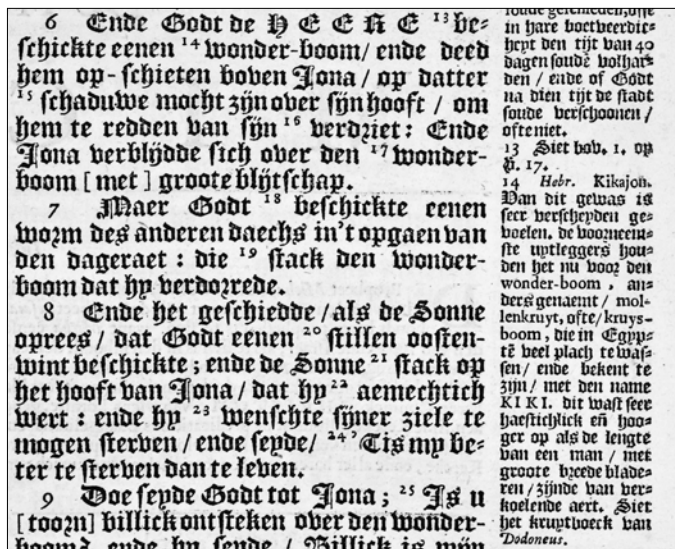 6 Ende Godt de HEERE ¹³ be=
schickte eenen ¹⁴ wonder-boom/ ende deed
hem op-schieten boven Jona/ op datter
¹⁵ schaduwe mocht zijn over sijn hooft / om
hem te redden van sijn ¹⁶ verdriet: Ende
Jona verblijdde sich over den ¹⁷ wonder-
boom [met] groote blijtschap.
7 Maer Godt ¹⁸ beschickte eenen
worm des anderen daechs in't opgaen van
den dageraet : die ¹⁹ stack den wonder-
boom dat hy verdorrede.
8 Ende het geschiedde/als de Sonne
oprees/ dat Godt eenen ²⁰ stillen oosten-
wint beschickte; ende de Sonne ²¹ stack op
het hooft van Jona/ dat hy ²² aemechtich
wert : ende hy ²³ wenschte sijner ziele te
mogen sterven/ ende seyde/ ²⁴ 'Tis my be=
ter te sterven dan te leven.
9 Doe seyde Godt tot Jona; ²⁵ Is u
[toorn] billick ontsteken over den wonder-
boom? ende hy seyde / Billick is mijn
soude geschieden, ofse
in hare boetveerdic=
heyt den tijt van 40
dagen soudē volhar=
den / ende of Godt
na dien tijt de stadt
soude verschoonen /
ofte niet.
13 Siet bov. 1. op
ѵ. 17.
14 Hebr. Kikajon.
Van dit gewas is
seer verscheyden ge=
voelen. de voorneem=
ste uytleggers hou=
den het nu voor den
wonder-boom, an=
ders genaemt / mol-
lenkruyt, ofte/kruys-
boom, die in Egyp=
tē veel plach te was=
sen/ ende bekent te
zijn/ met den name
KIKI. dit wast seer
haestichlick eñ hoo=
ger op als de lengte
van een man / met
groote breede blade=
ren / zijnde van ver=
koelende aert. Siet
het kruytboeck van
Dodoneus.